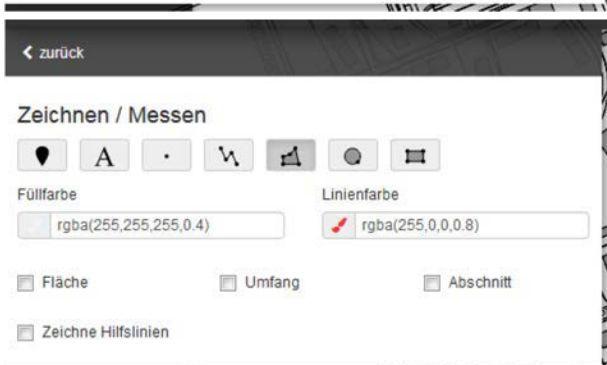 zurück
Zeichnen / Messen
A
Füllfarbe
Linienfarbe
rgba(255,255,255,0.4)
rgba(255,0,0,0.8)
Fläche
Umfang
Abschnitt
Zeichne Hilfslinien